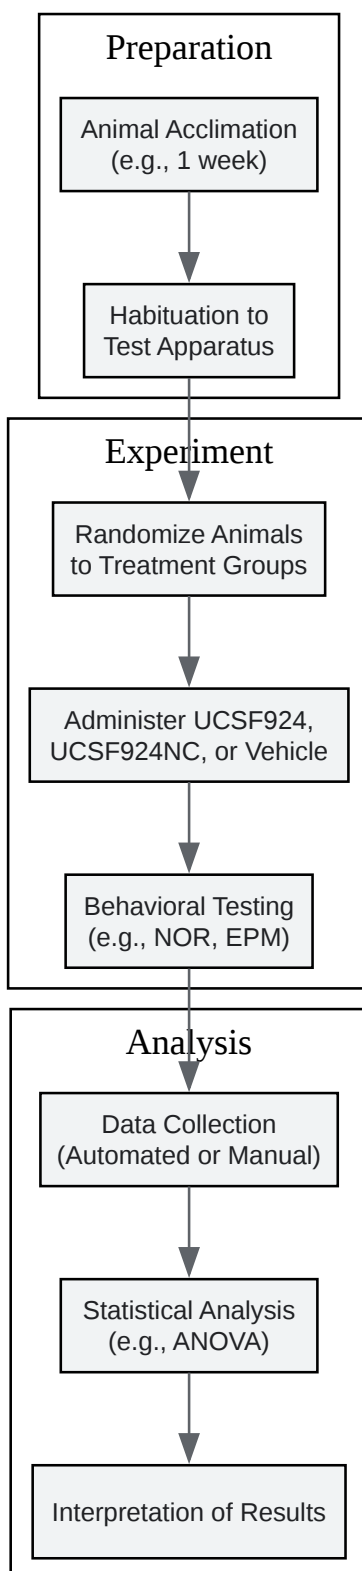 Preparation
Animal Acclimation
(e.g., 1 week)
Habituation to
Test Apparatus
Experiment
Randomize Animals
to Treatment Groups
Administer UCSF924,
UCSF924NC, or Vehicle
Behavioral Testing
(e.g., NOR, EPM)
Analysis
Data Collection
(Automated or Manual)
Statistical Analysis
(e.g., ANOVA)
Interpretation of Results